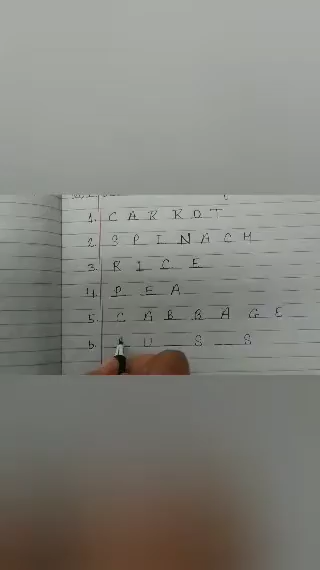 1. C A R R O T
2. S P I N A C H
3. R I C E
4. P E A
5. C A B B A G E
6. _ U _ S _ S